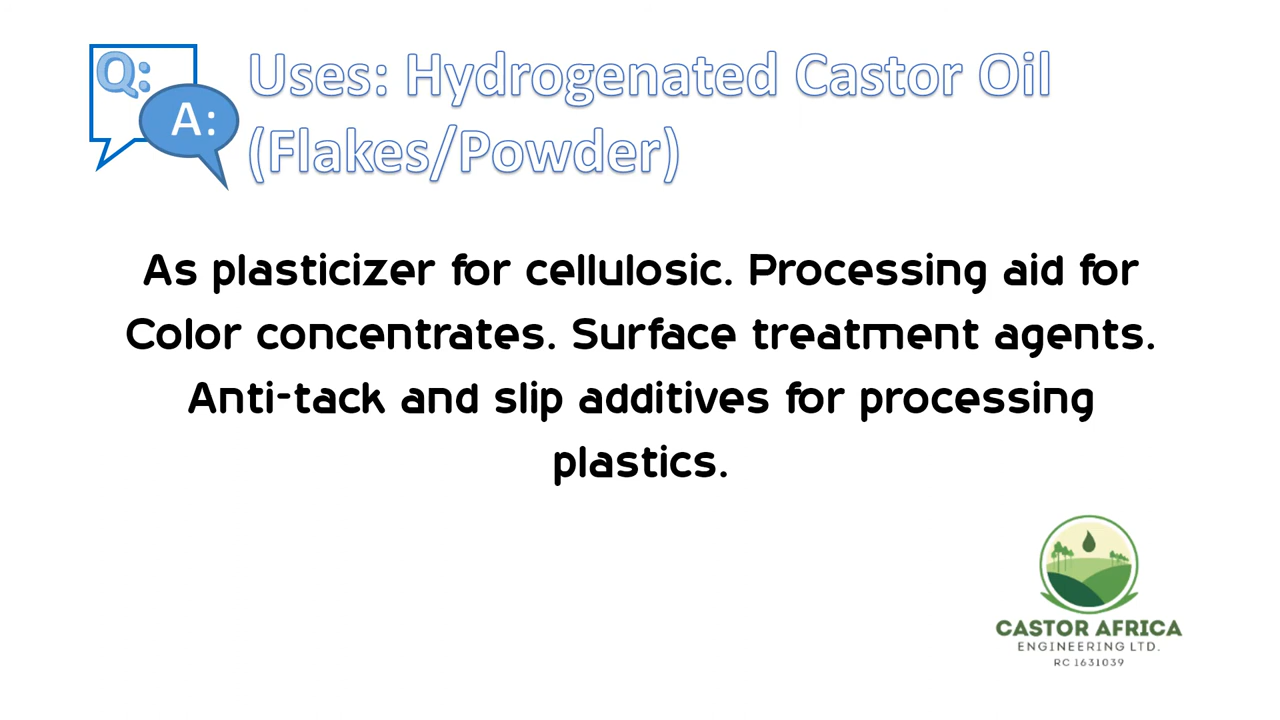 Q:
A:
Uses: Hydrogenated Castor Oil
(Flakes/Powder)
As plasticizer for cellulosic. Processing aid for
Color concentrates. Surface treatment agents.
Anti-tack and slip additives for processing
plastics.
CASTOR AFRICA
ENGINEERING LTD.
RC 1631039